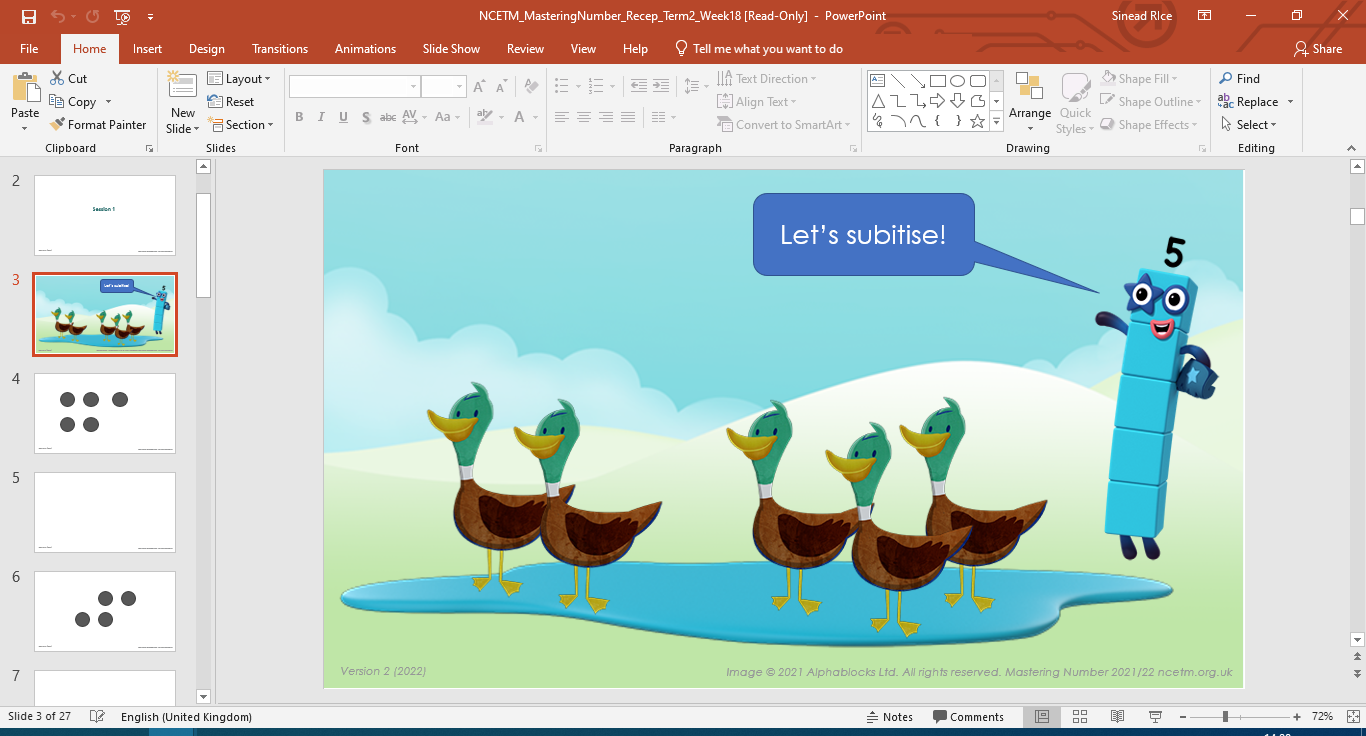 NCETM_MasteringNumber_Recep_Term2_Week18 [Read-Only] - PowerPoint
Sinead RIce
File Home Insert Design Transitions Animations Slide Show Review View Help Tell me what you want to do Share
Paste
Cut
Copy
Format Painter
Clipboard
New
Slide
Layout
Reset
Section
Slides
B I U S abc AV Aa ab A
Font
Text Direction
Align Text
Convert to SmartArt
Paragraph
Arrange
Quick
Styles
Shape Fill
Shape Outline
Shape Effects
Drawing
Find
Replace
Select
Editing
2
Session 1
3
Let's subitise!
5
4
5
6
7
Let's subitise!
5
Version 2 (2022)
Image © 2021 Alphablocks Ltd. All rights reserved. Mastering Number 2021/22 ncetm.org.uk
Slide 3 of 27 English (United Kingdom) Notes Comments 72%